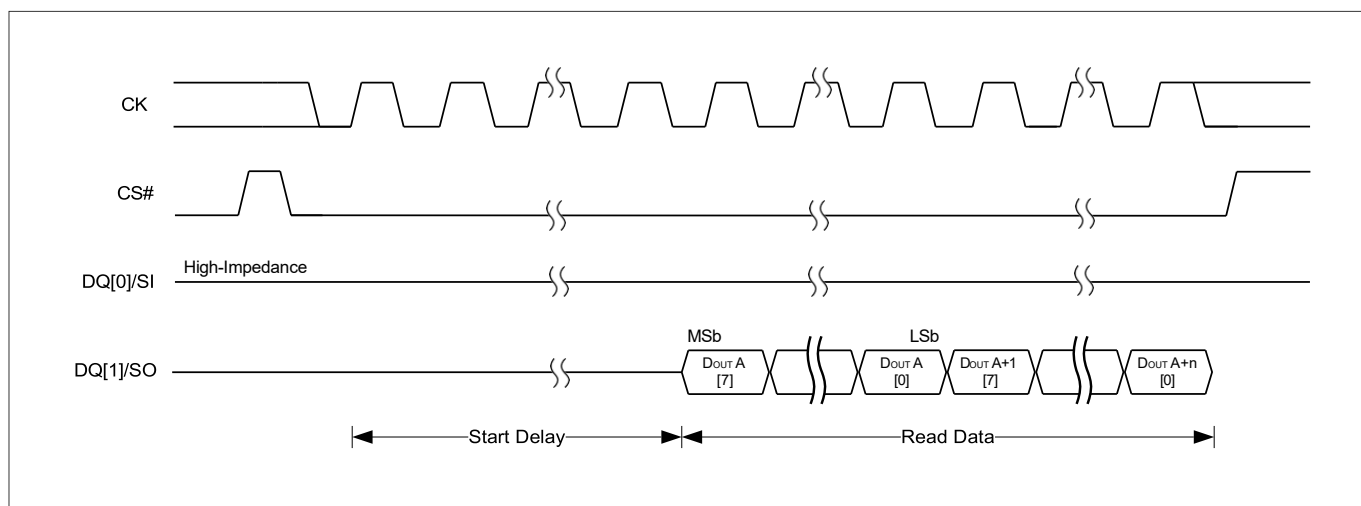 CK
CS#
High-Impedance
DQ[0]/SI
MSb
LSb
DQ[1]/SO
DOUT A
[7]
DOUT A
[0]
DOUT A+1
[7]
DOUT A+n
[0]
Start Delay
Read Data